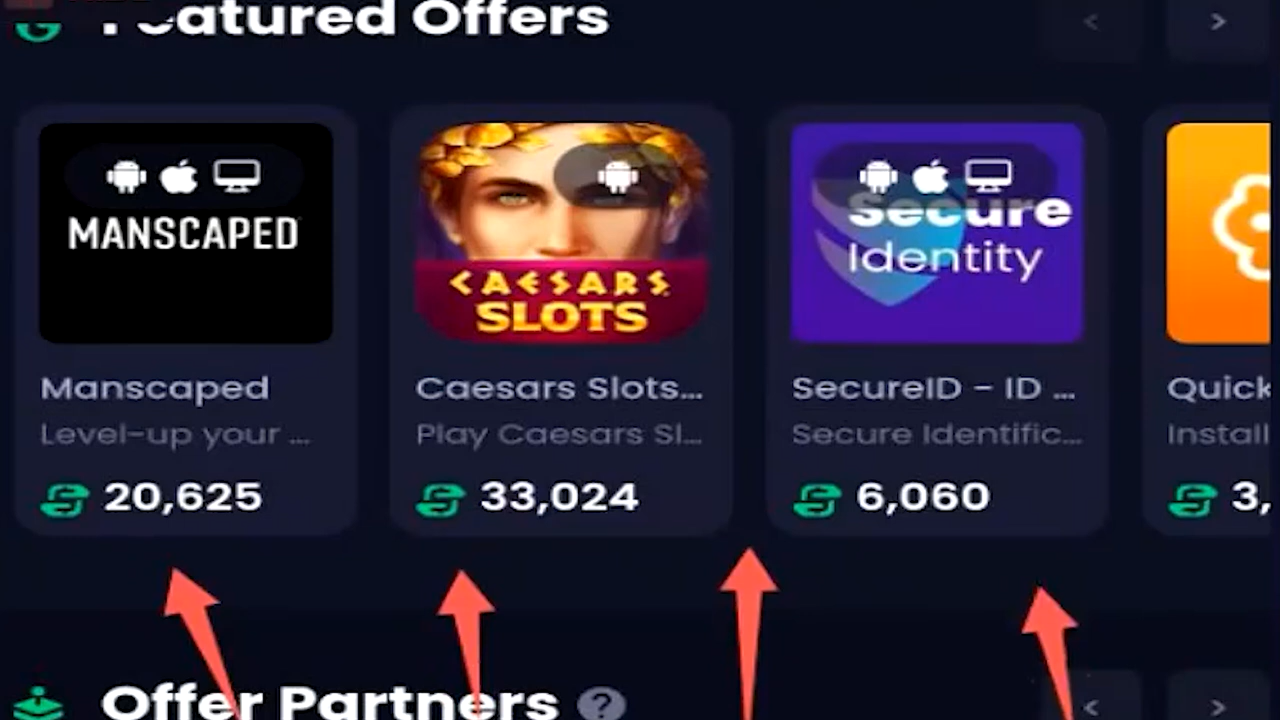 Featured Offers
MANSCAPED
CAESARS
SLOTS
Secure
Identity
Manscaped
Level-up your ...
20,625
Caesars Slots...
Play Caesars Sl...
33,024
SecureID - ID ...
Secure Identific...
6,060
Quick
Install
3,
Offer Partners ?